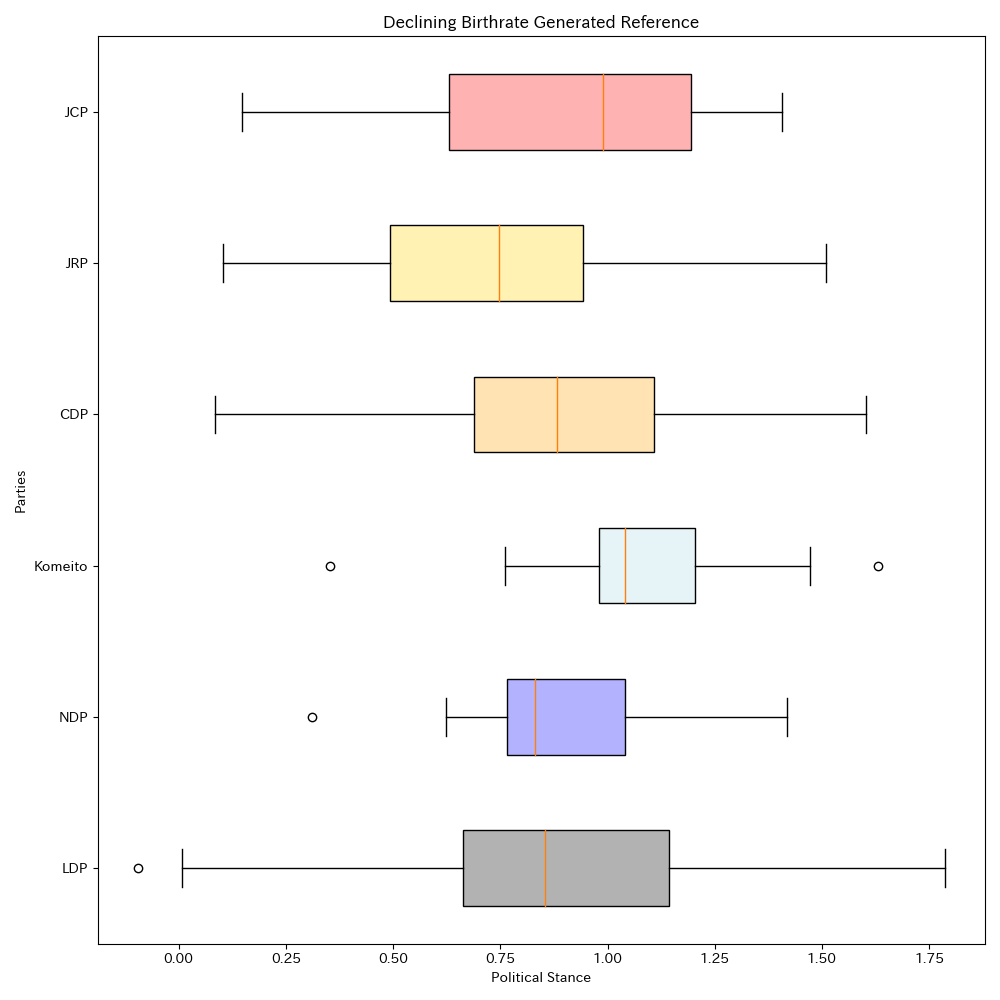 Declining Birthrate Generated Reference
JCP
JRP
CDP
Komeito
NDP
LDP
Parties
0.00 0.25 0.50 0.75 1.00 1.25 1.50 1.75
Political Stance